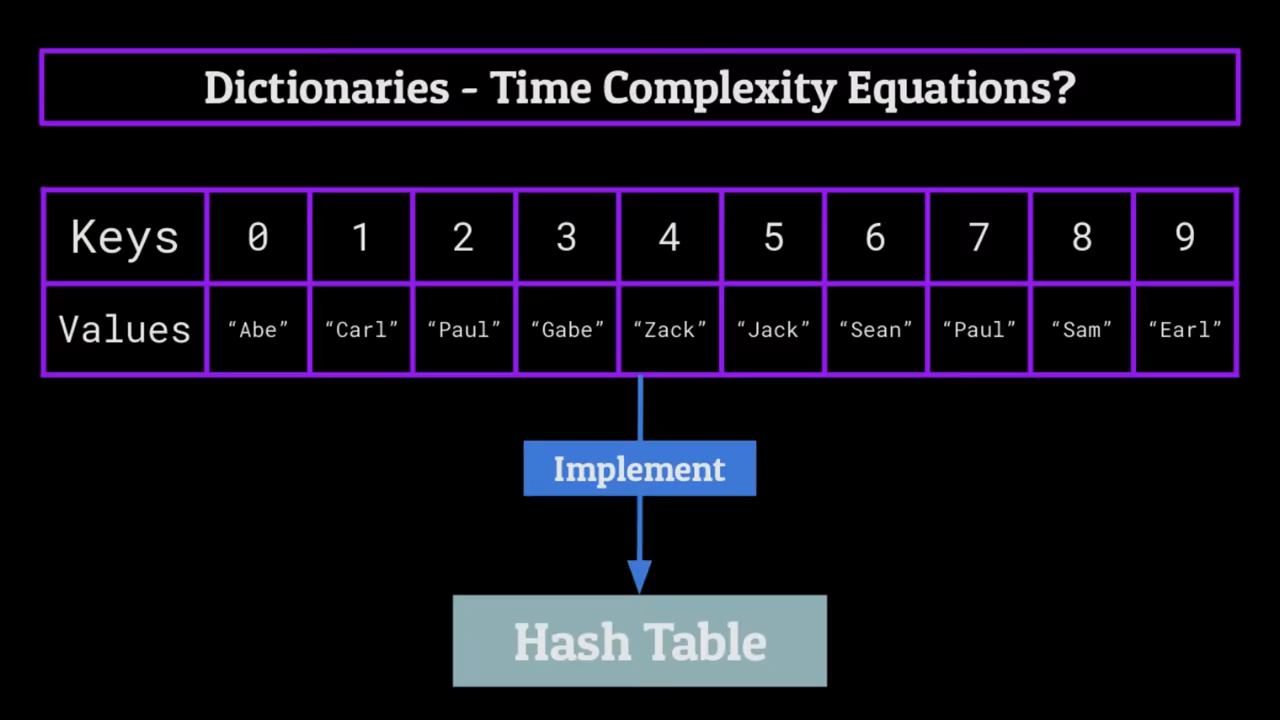 Dictionaries - Time Complexity Equations?
Keys 0 1 2 3 4 5 6 7 8 9
Values “Abe” “Carl” “Paul” “Gabe” “Zack” “Jack” “Sean” “Paul” “Sam” “Earl”
Implement
Hash Table